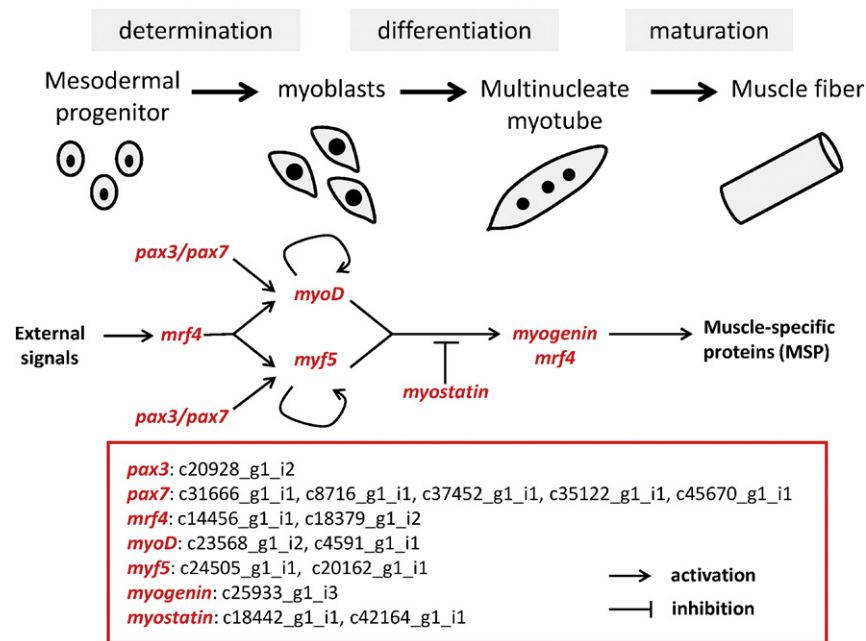 determination differentiation maturation
Mesodermal progenitor
myoblasts
Multinucleate myotube
Muscle fiber
pax3/pax7
myoD
External signals
mrf4
myogenin
mrf4
Muscle-specific proteins (MSP)
myf5
myostatin
pax3/pax7
pax3: c20928_g1_i2
pax7: c31666_g1_i1, c8716_g1_i1, c37452_g1_i1, c35122_g1_i1, c45670_g1_i1
mrf4: c14456_g1_i1, c18379_g1_i2
myoD: c23568_g1_i2, c4591_g1_i1
myf5: c24505_g1_i1, c20162_g1_i1
myogenin: c25933_g1_i3
myostatin: c18442_g1_i1, c42164_g1_i1
activation
inhibition